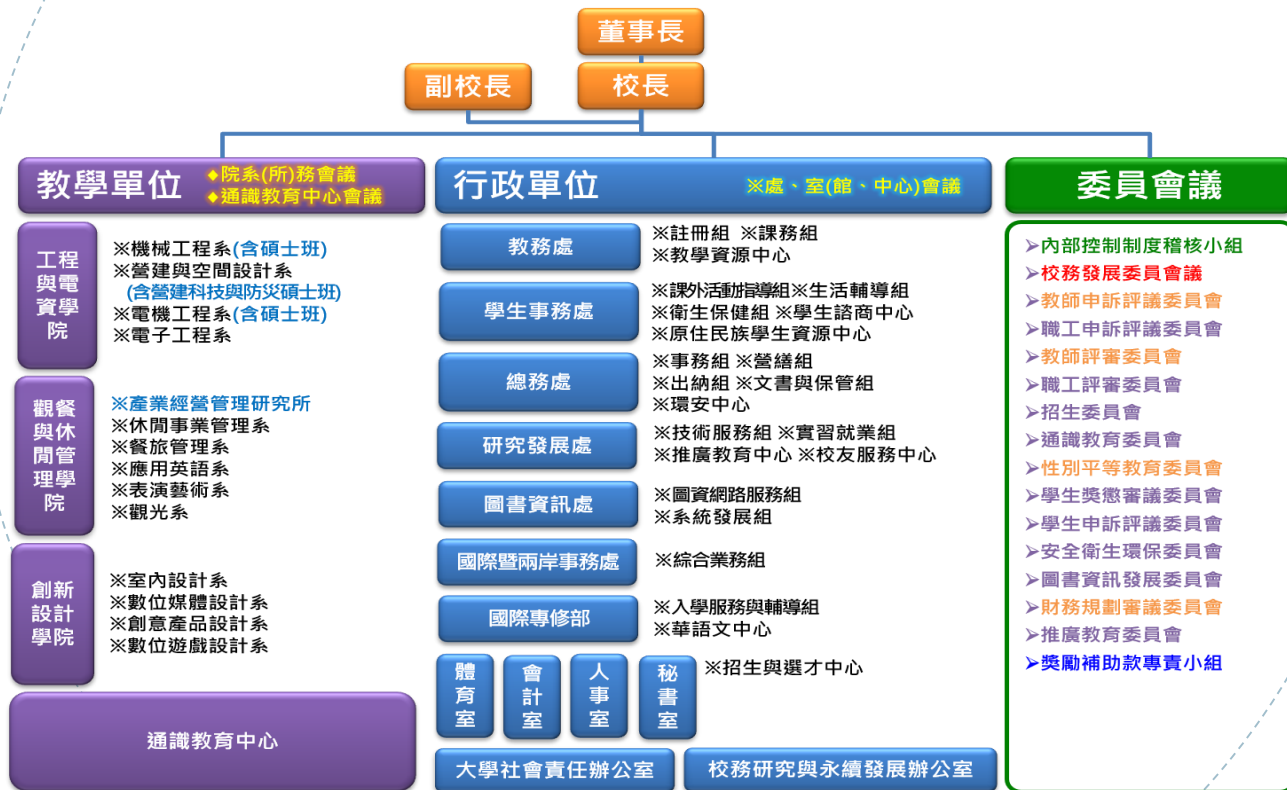 董事長
副校長
校長
教學單位
◆院系(所)務會議
◆通識教育中心會議
工程
與電
資學
院
※機械工程系(含碩士班)
※營建與空間設計系
(含營建科技與防災碩士班)
※電機工程系(含碩士班)
※電子工程系
觀餐
與休
閒管
理學
院
※產業經營管理研究所
※休閒事業管理系
※餐旅管理系
※應用英語系
※表演藝術系
※觀光系
創新
設計
學院
※室內設計系
※數位媒體設計系
※創意產品設計系
※數位遊戲設計系
通識教育中心
行政單位
※處、室(館、中心)會議
教務處
※註冊組 ※課務組
※教學資源中心
學生事務處
※課外活動指導組※生活輔導組
※衛生保健組 ※學生諮商中心
※原住民族學生資源中心
總務處
※事務組 ※營繕組
※出納組 ※文書與保管組
※環安中心
研究發展處
※技術服務組 ※實習就業組
※推廣教育中心 ※校友服務中心
圖書資訊處
※圖資網路服務組
※系統發展組
國際暨兩岸事務處
※綜合業務組
國際專修部
※入學服務與輔導組
※華語文中心
體育室
會計室
人事室
秘書室
※招生與選才中心
大學社會責任辦公室
校務研究與永續發展辦公室
委員會議
➢內部控制制度稽核小組
➢校務發展委員會議
➢教師申訴評議委員會
➢職工申訴評議委員會
➢教師評審委員會
➢職工評審委員會
➢招生委員會
➢通識教育委員會
➢性別平等教育委員會
➢學生獎懲審議委員會
➢學生申訴評議委員會
➢安全衛生環保委員會
➢圖書資訊發展委員會
➢財務規劃審議委員會
➢推廣教育委員會
➢獎勵補助款專責小組